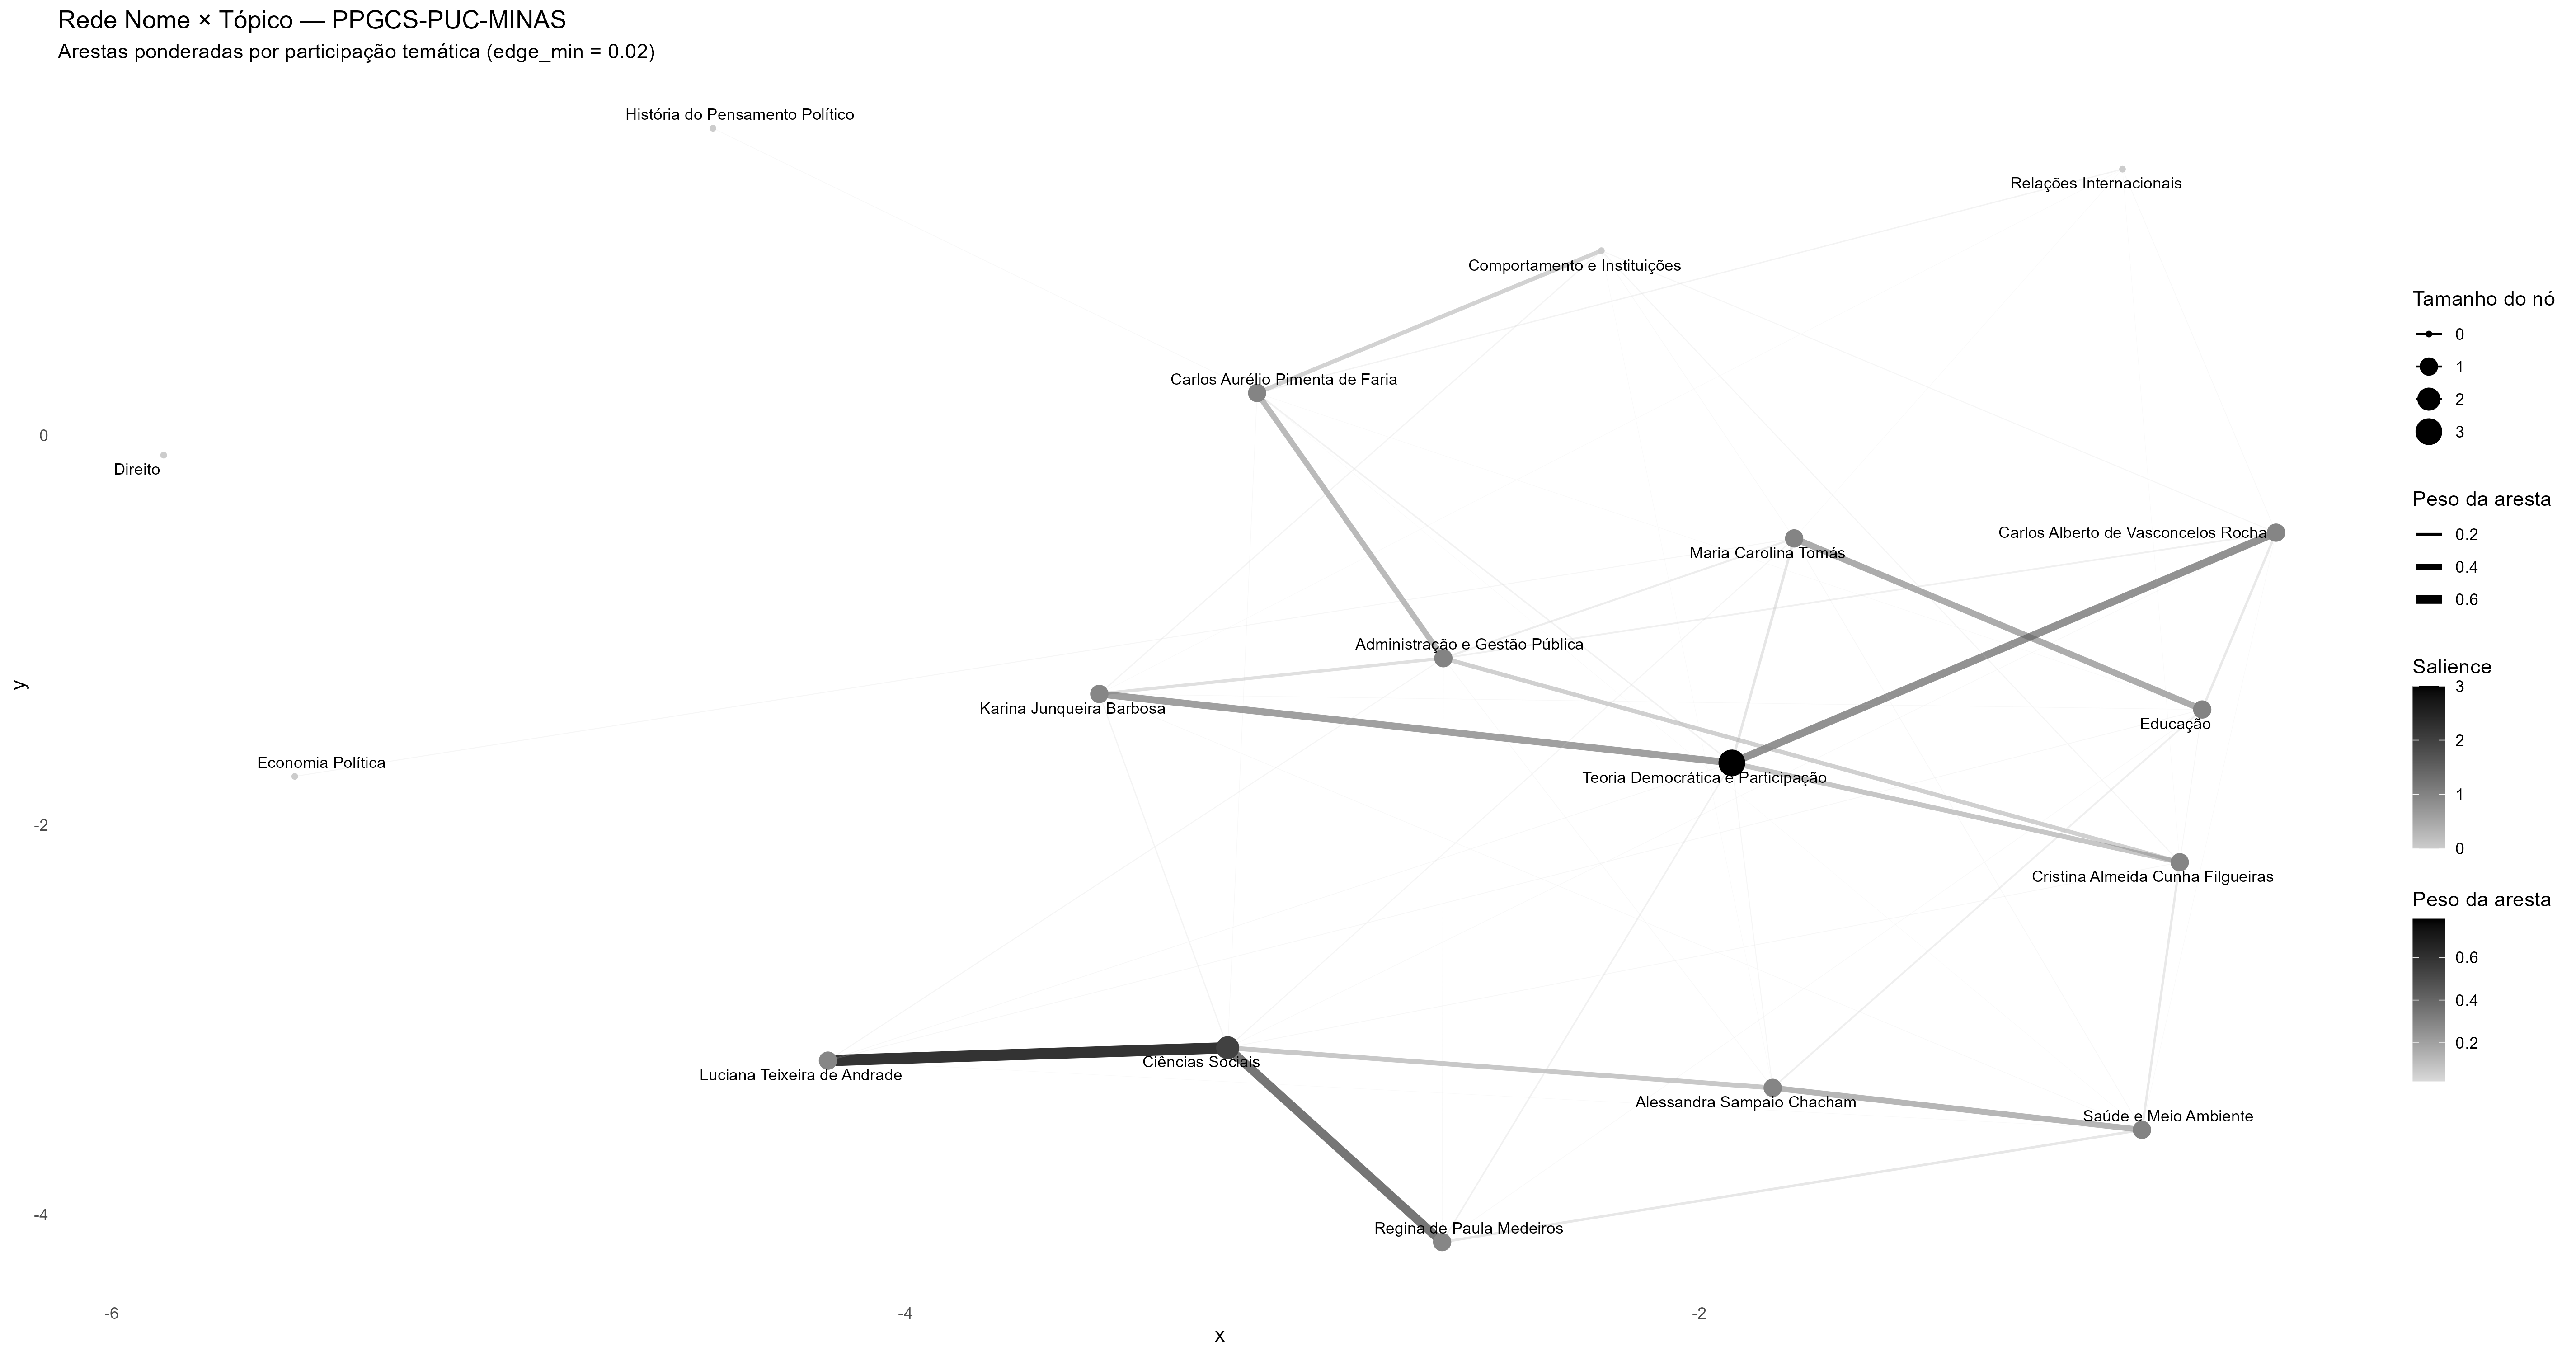 Rede Nome × Tópico — PPGCS-PUC-MINAS
Arestas ponderadas por participação temática (edge_min = 0.02)
História do Pensamento Político
Relações Internacionais
Comportamento e Instituições
Carlos Aurélio Pimenta de Faria
Direito
Carlos Alberto de Vasconcelos Rocha
Maria Carolina Tomás
Administração e Gestão Pública
Karina Junqueira Barbosa
Educação
Economia Política
Teoria Democrática e Participação
Cristina Almeida Cunha Filgueiras
Luciana Teixeira de Andrade
Ciências Sociais
Alessandra Sampaio Chacham
Saúde e Meio Ambiente
Regina de Paula Medeiros
0
-2
-4
y
-6
-4
-2
x
Tamanho do nó
0
1
2
3
Peso da aresta
0.2
0.4
0.6
Salience
3
2
1
0
Peso da aresta
0.6
0.4
0.2